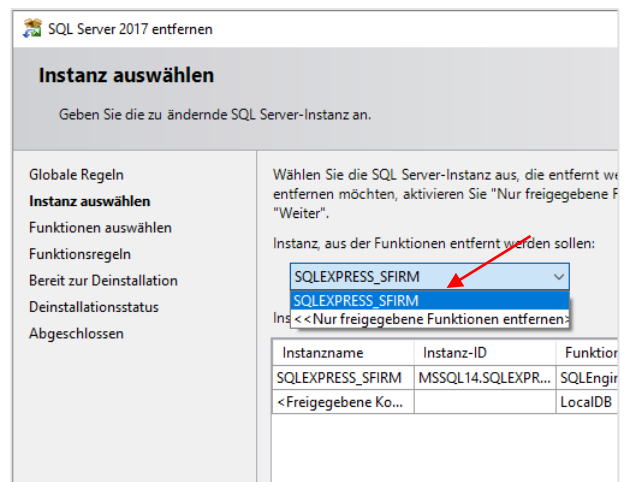 SQL Server 2017 entfernen
Instanz auswählen
Geben Sie die zu ändernde SQL Server-Instanz an.
Globale Regeln
Instanz auswählen
Funktionen auswählen
Funktionsregeln
Bereit zur Deinstallation
Deinstallationsstatus
Abgeschlossen
Wählen Sie die SQL Server-Instanz aus, die entfernt we
entfernen möchten, aktivieren Sie "Nur freigegebene F
"Weiter".
Instanz, aus der Funktionen entfernt werden sollen:
SQLEXPRESS_SFIRM
SQLEXPRESS_SFIRM
Ins <<Nur freigegebene Funktionen entfernen>
Instanzname Instanz-ID Funktion
SQLEXPRESS_SFIRM MSSQL14.SQLEXPR... SQLEngin
<Freigegebene Ko... LocalDB